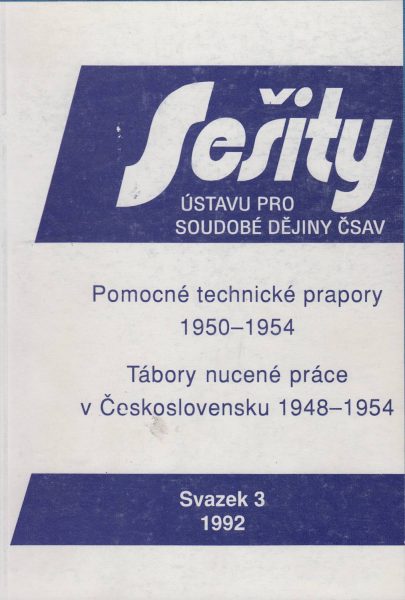 Sešity
ÚSTAVU PRO
SOUDOBÉ DĚJINY ČSAV
Pomocné technické prapory
1950–1954
Tábory nucené práce
v Československu 1948–1954
Svazek 3
1992